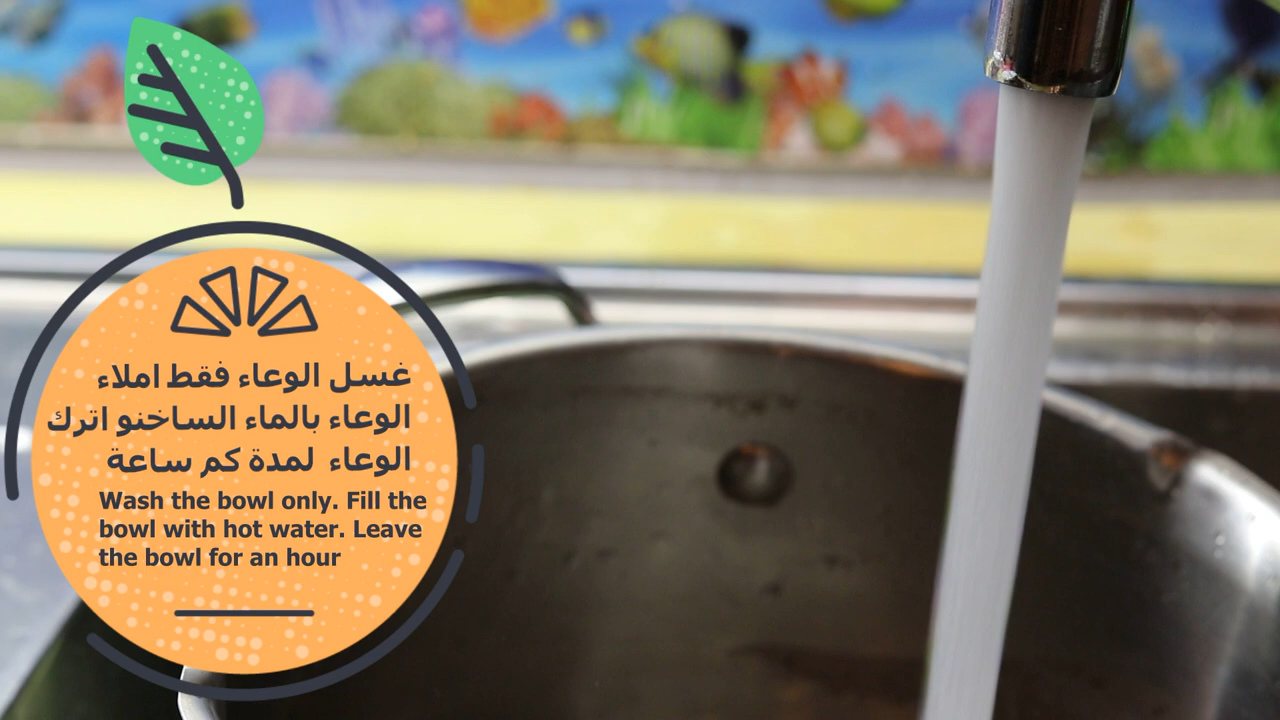 غسل الوعاء فقط املاء
الوعاء بالماء الساخنو اترك
الوعاء لمدة كم ساعة
Wash the bowl only. Fill the
bowl with hot water. Leave
the bowl for an hour